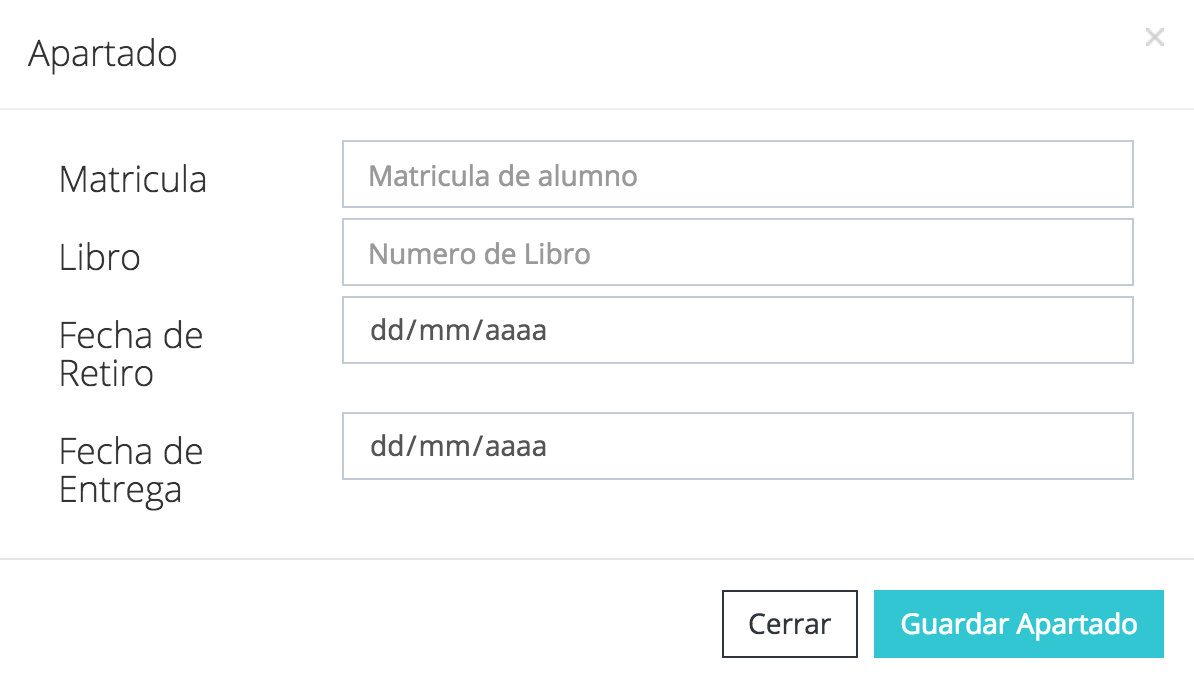 Apartado
Matricula
Matricula de alumno
Libro
Numero de Libro
Fecha de
Retiro
dd/mm/aaaa
Fecha de
Entrega
dd/mm/aaaa
Cerrar
Guardar Apartado